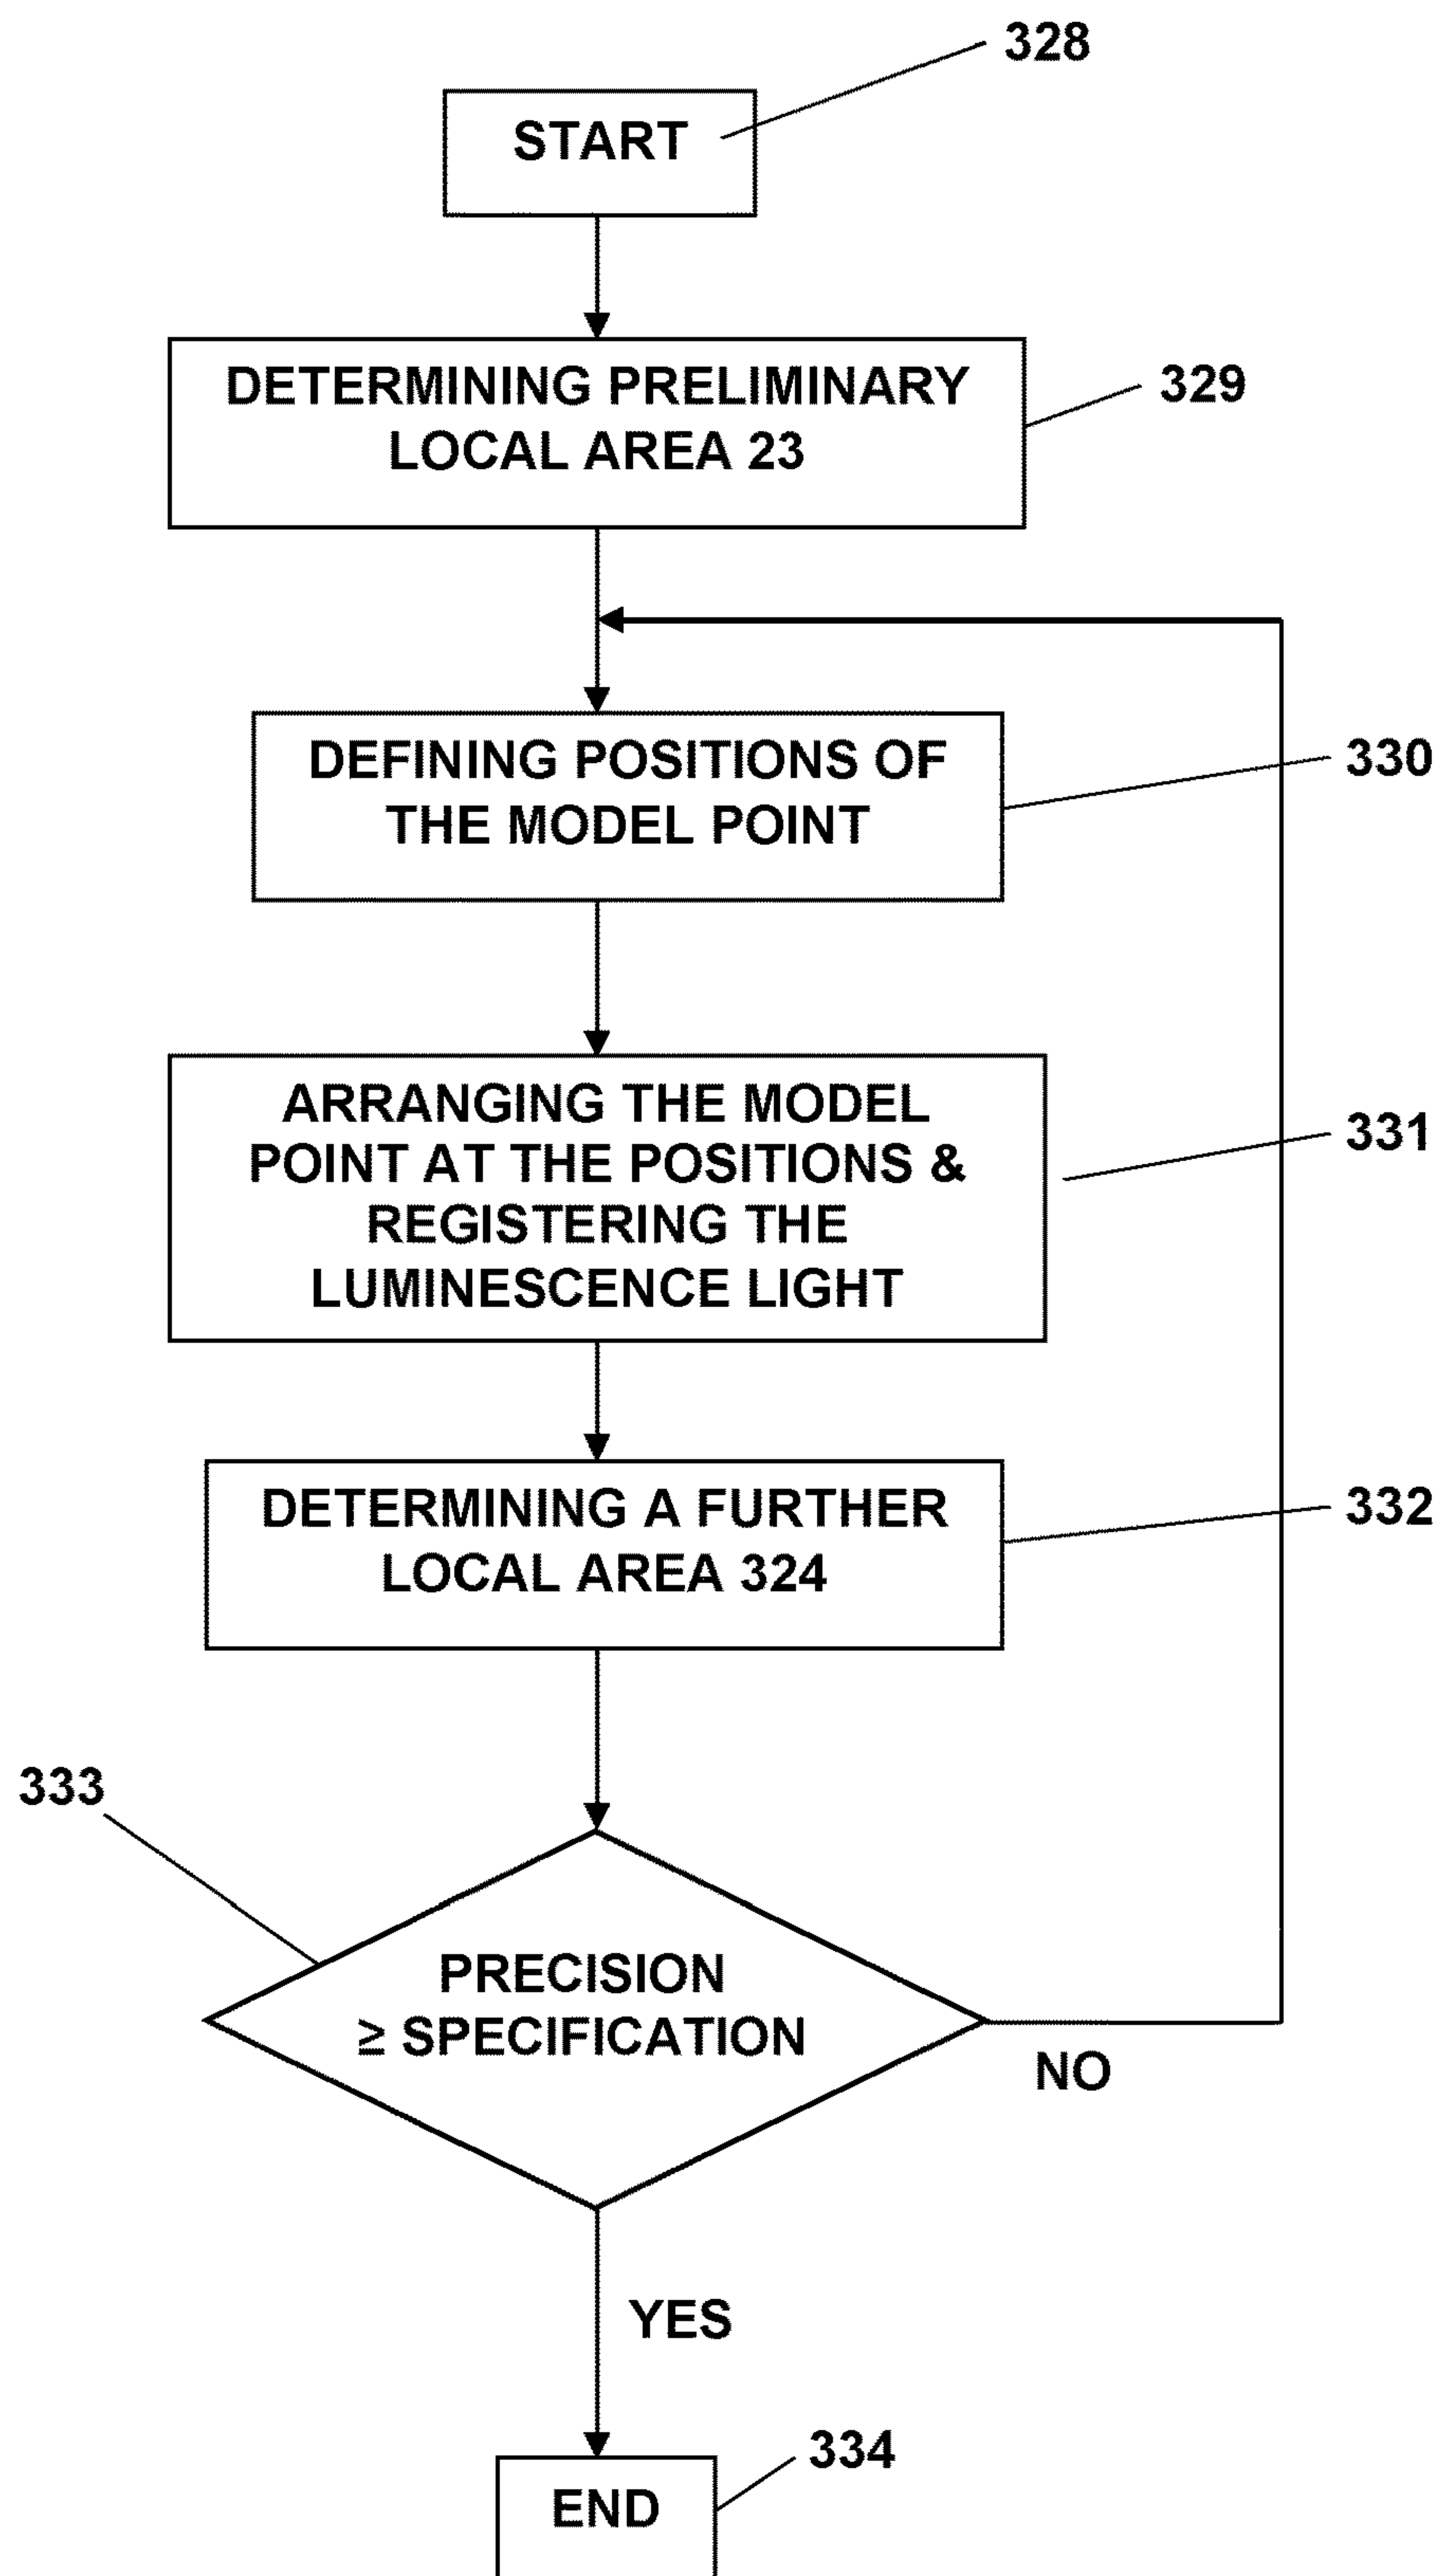 328
START
DETERMINING PRELIMINARY
LOCAL AREA 23
329
DEFINING POSITIONS OF
THE MODEL POINT
330
ARRANGING THE MODEL
POINT AT THE POSITIONS &
REGISTERING THE
LUMINESCENCE LIGHT
331
DETERMINING A FURTHER
LOCAL AREA 324
332
333
PRECISION
≥ SPECIFICATION
NO
YES
334
END